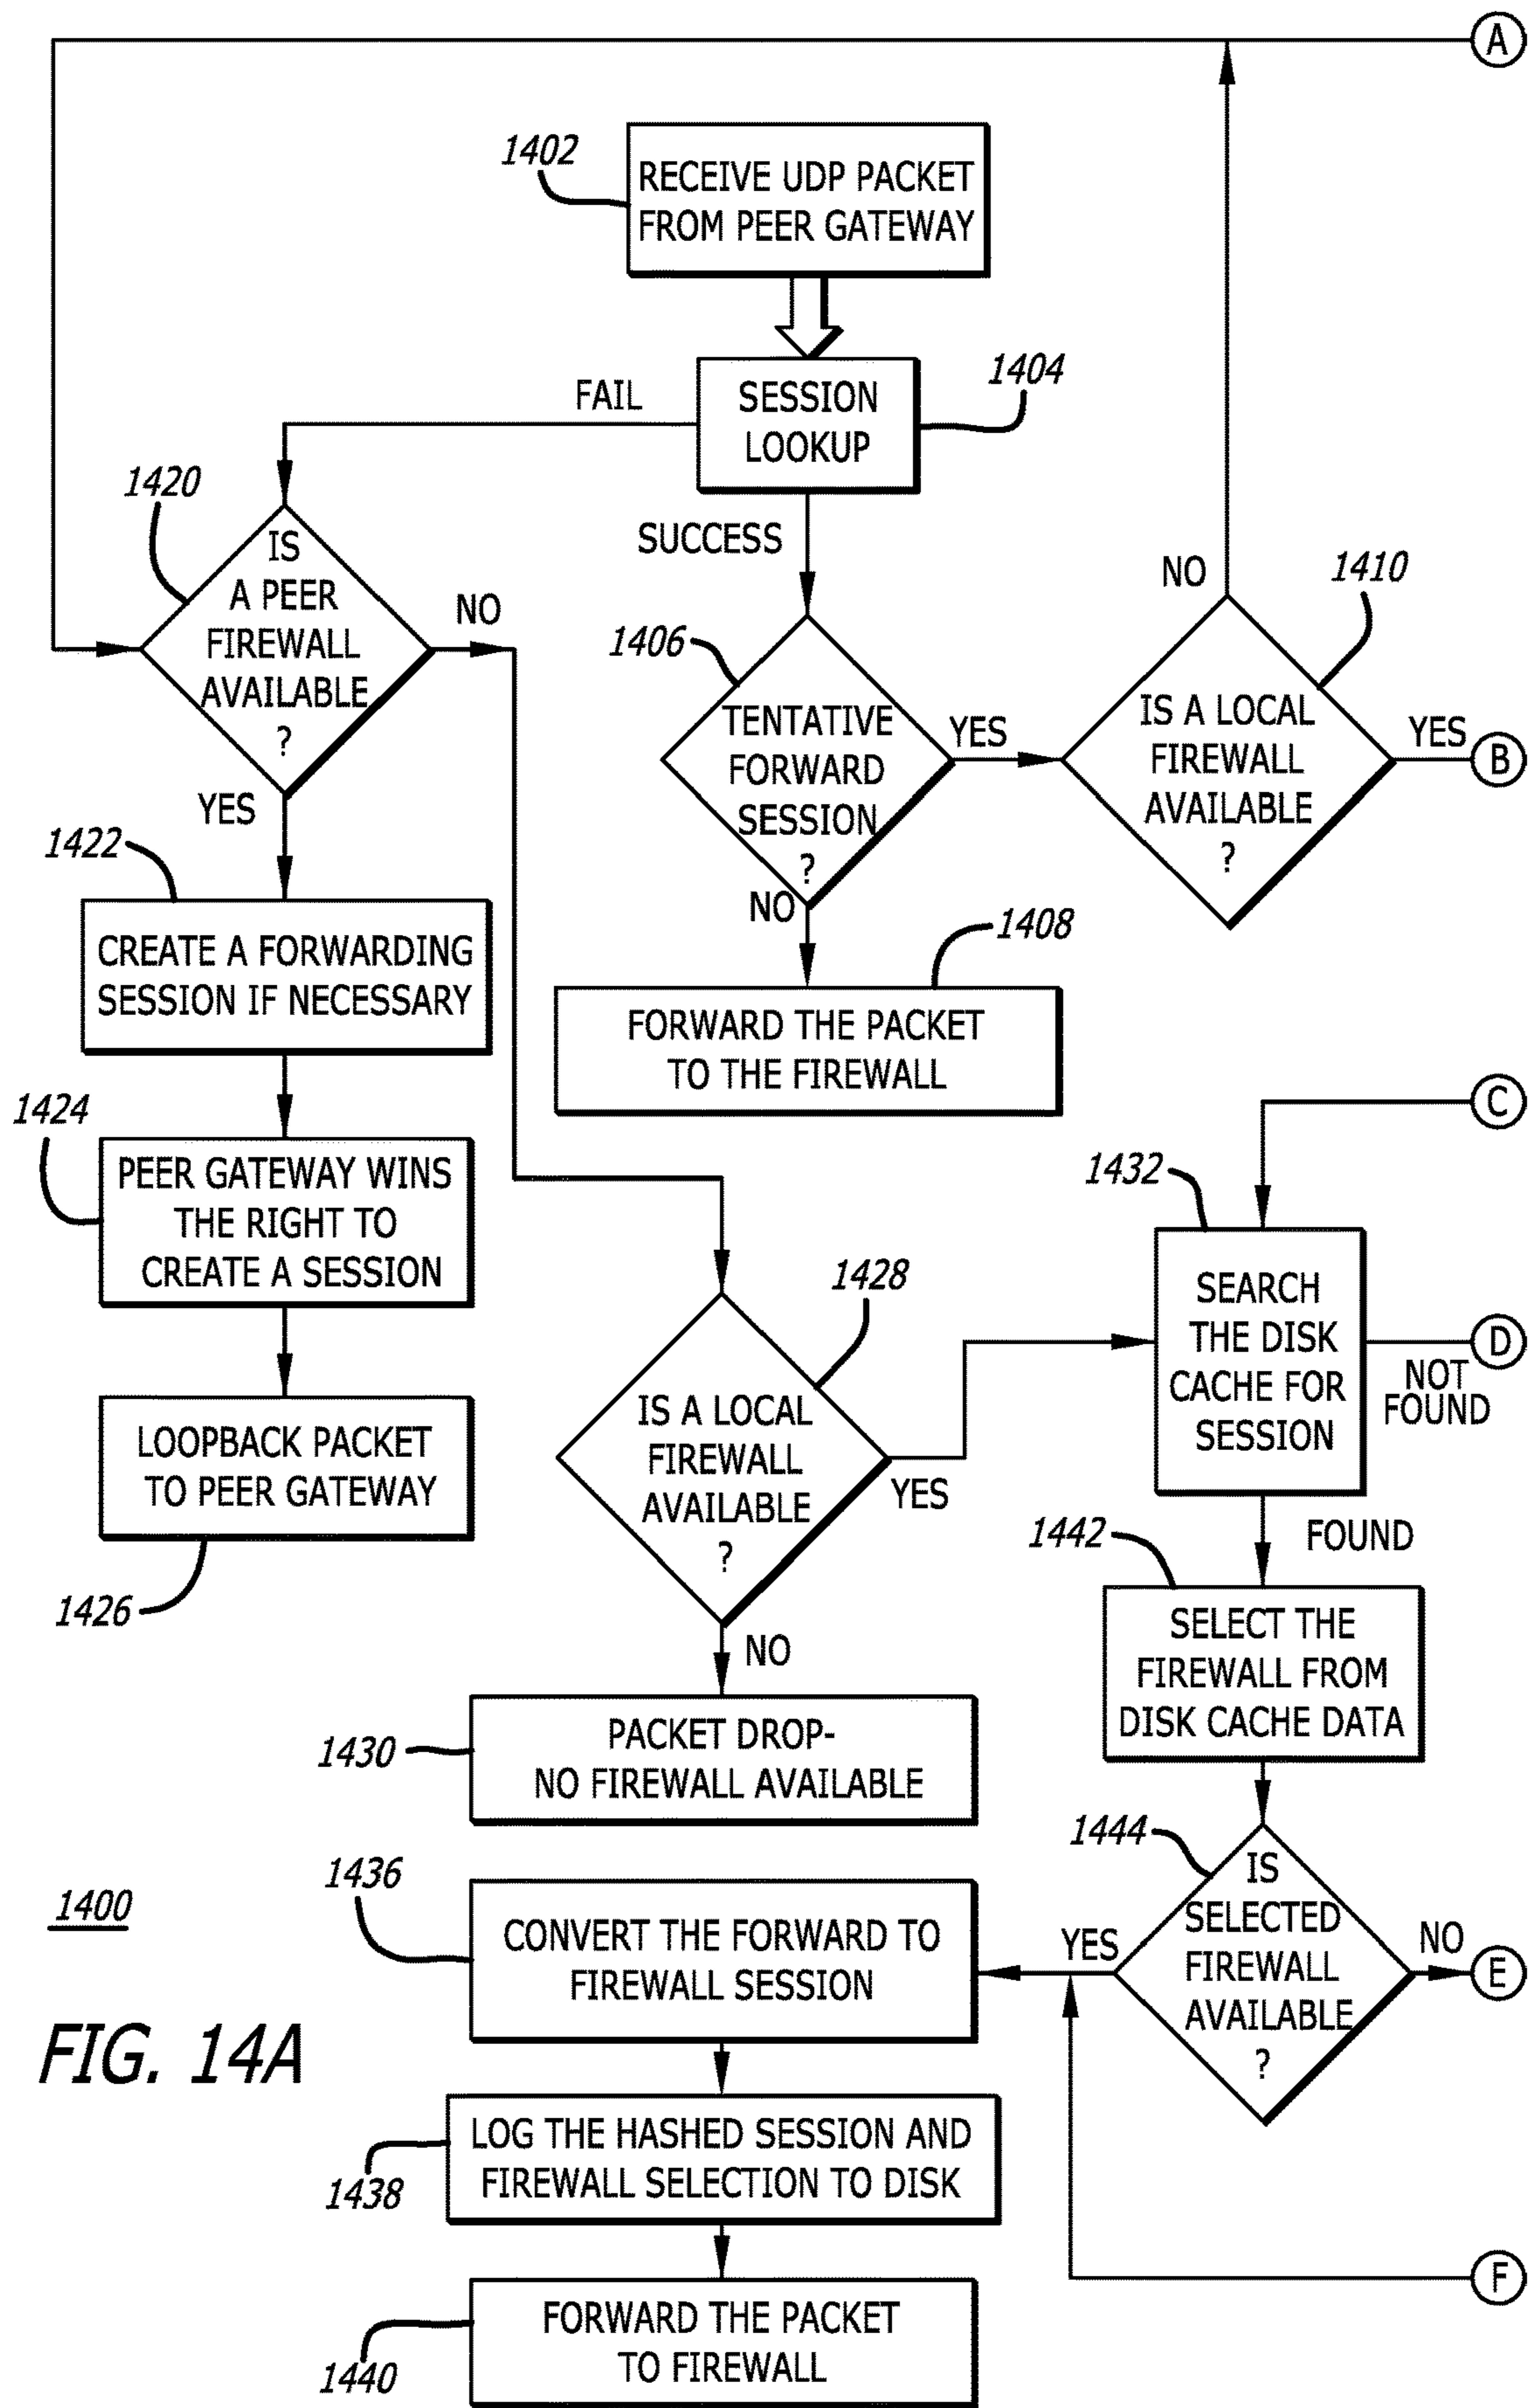 A
1402
RECEIVE UDP PACKET
FROM PEER GATEWAY
1404
SESSION
LOOKUP
FAIL
SUCCESS
1420
IS
A PEER
FIREWALL
AVAILABLE
?
NO
YES
1406
TENTATIVE
FORWARD
SESSION
?
YES
NO
1410
IS A LOCAL
FIREWALL
AVAILABLE
?
NO
YES
B
1422
CREATE A FORWARDING
SESSION IF NECESSARY
1408
FORWARD THE PACKET
TO THE FIREWALL
1424
PEER GATEWAY WINS
THE RIGHT TO
CREATE A SESSION
C
1432
SEARCH
THE DISK
CACHE FOR
SESSION
D
NOT
FOUND
FOUND
1428
IS A LOCAL
FIREWALL
AVAILABLE
?
YES
NO
LOOPBACK PACKET
TO PEER GATEWAY
1426
1442
SELECT THE
FIREWALL FROM
DISK CACHE DATA
1430
PACKET DROP-
NO FIREWALL AVAILABLE
1444
IS
SELECTED
FIREWALL
AVAILABLE
?
YES
NO
E
1436
CONVERT THE FORWARD TO
FIREWALL SESSION
1400
FIG. 14A
1438
LOG THE HASHED SESSION AND
FIREWALL SELECTION TO DISK
F
1440
FORWARD THE PACKET
TO FIREWALL